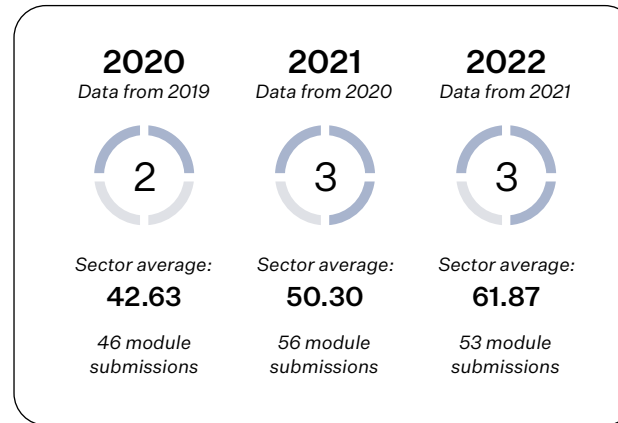 2020
Data from 2019
2
Sector average:
42.63
46 module
submissions
2021
Data from 2020
3
Sector average:
50.30
56 module
submissions
2022
Data from 2021
3
Sector average:
61.87
53 module
submissions